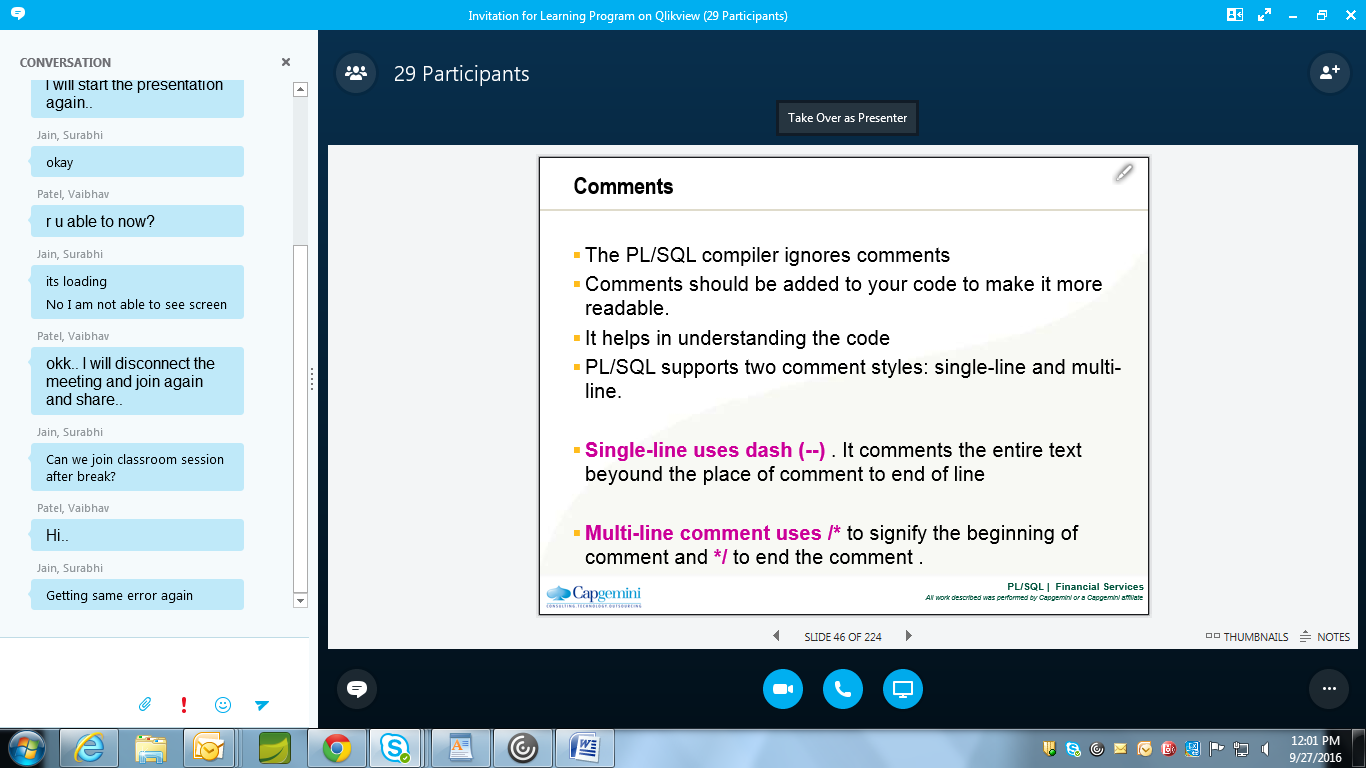 Invitation for Learning Program on Qlikview (29 Participants)
CONVERSATION
I will start the presentation
again..
Jain, Surabhi
okay
Patel, Vaibhav
r u able to now?
Jain, Surabhi
its loading
No I am not able to see screen
Patel, Vaibhav
okk.. I will disconnect the
meeting and join again
and share..
Jain, Surabhi
Can we join classroom session
after break?
Patel, Vaibhav
Hi..
Jain, Surabhi
Getting same error again
29 Participants
Take Over as Presenter
Comments
The PL/SQL compiler ignores comments
Comments should be added to your code to make it more
readable.
It helps in understanding the code
PL/SQL supports two comment styles: single-line and multi-
line.
Single-line uses dash (--) . It comments the entire text
beyound the place of comment to end of line
Multi-line comment uses /* to signify the beginning of
comment and */ to end the comment .
Capgemini
CONSULTING.TECHNOLOGY.OUTSOURCING
PL/SQL | Financial Services
All work described was performed by Capgemini or a Capgemini affiliate
SLIDE 46 OF 224
THUMBNAILS
NOTES
12:01 PM
9/27/2016